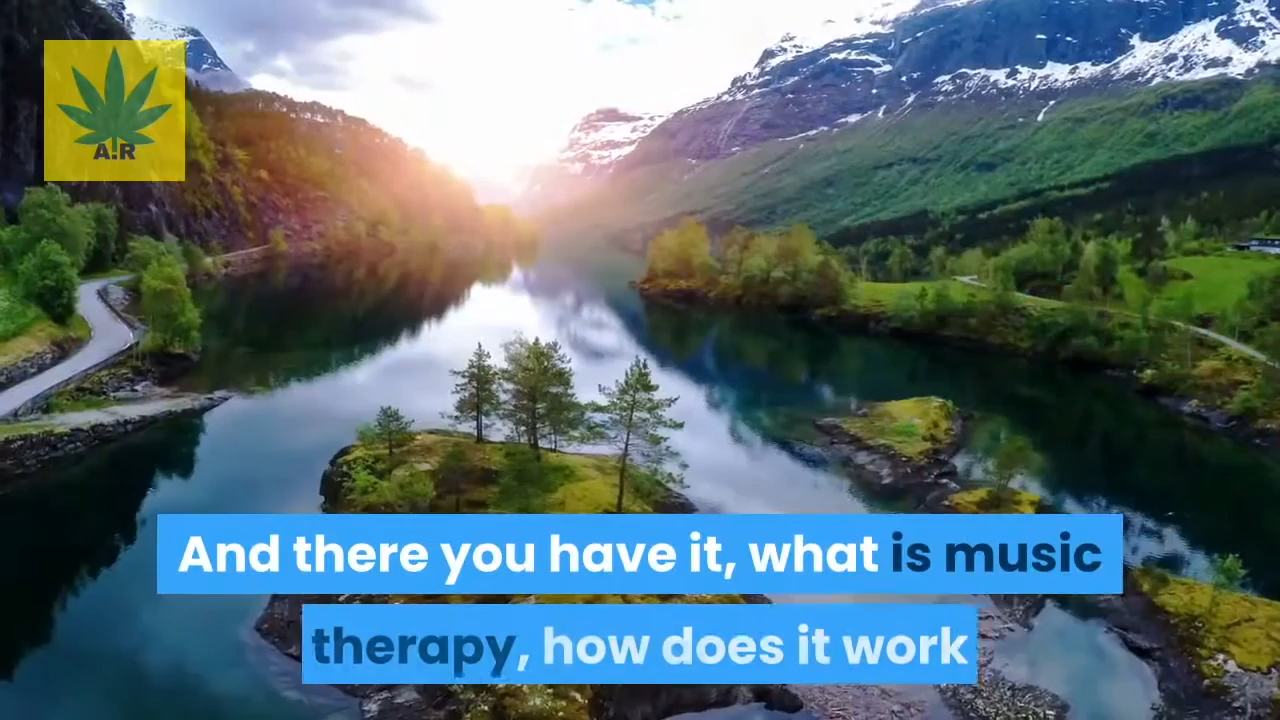 A!R
And there you have it, what is music
therapy, how does it work